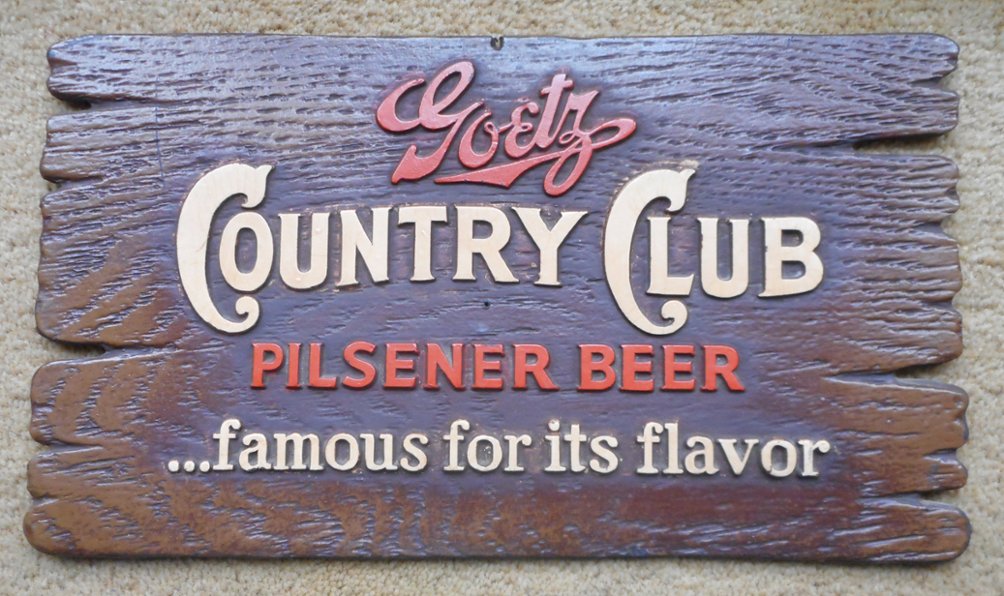 Goetz
COUNTRY CLUB
PILSENER BEER
...famous for its flavor